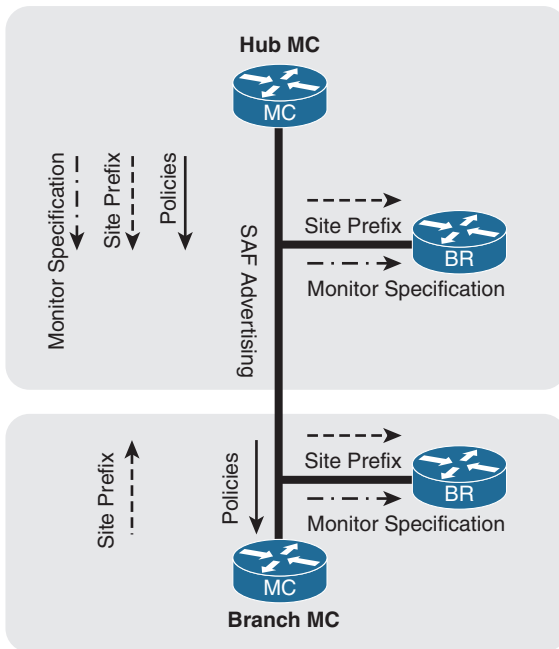 Hub MC
MC
Monitor Specification
Site Prefix
Policies
SAF Advertising
Site Prefix
BR
Monitor Specification
Site Prefix
Policies
Site Prefix
BR
Monitor Specification
MC
Branch MC